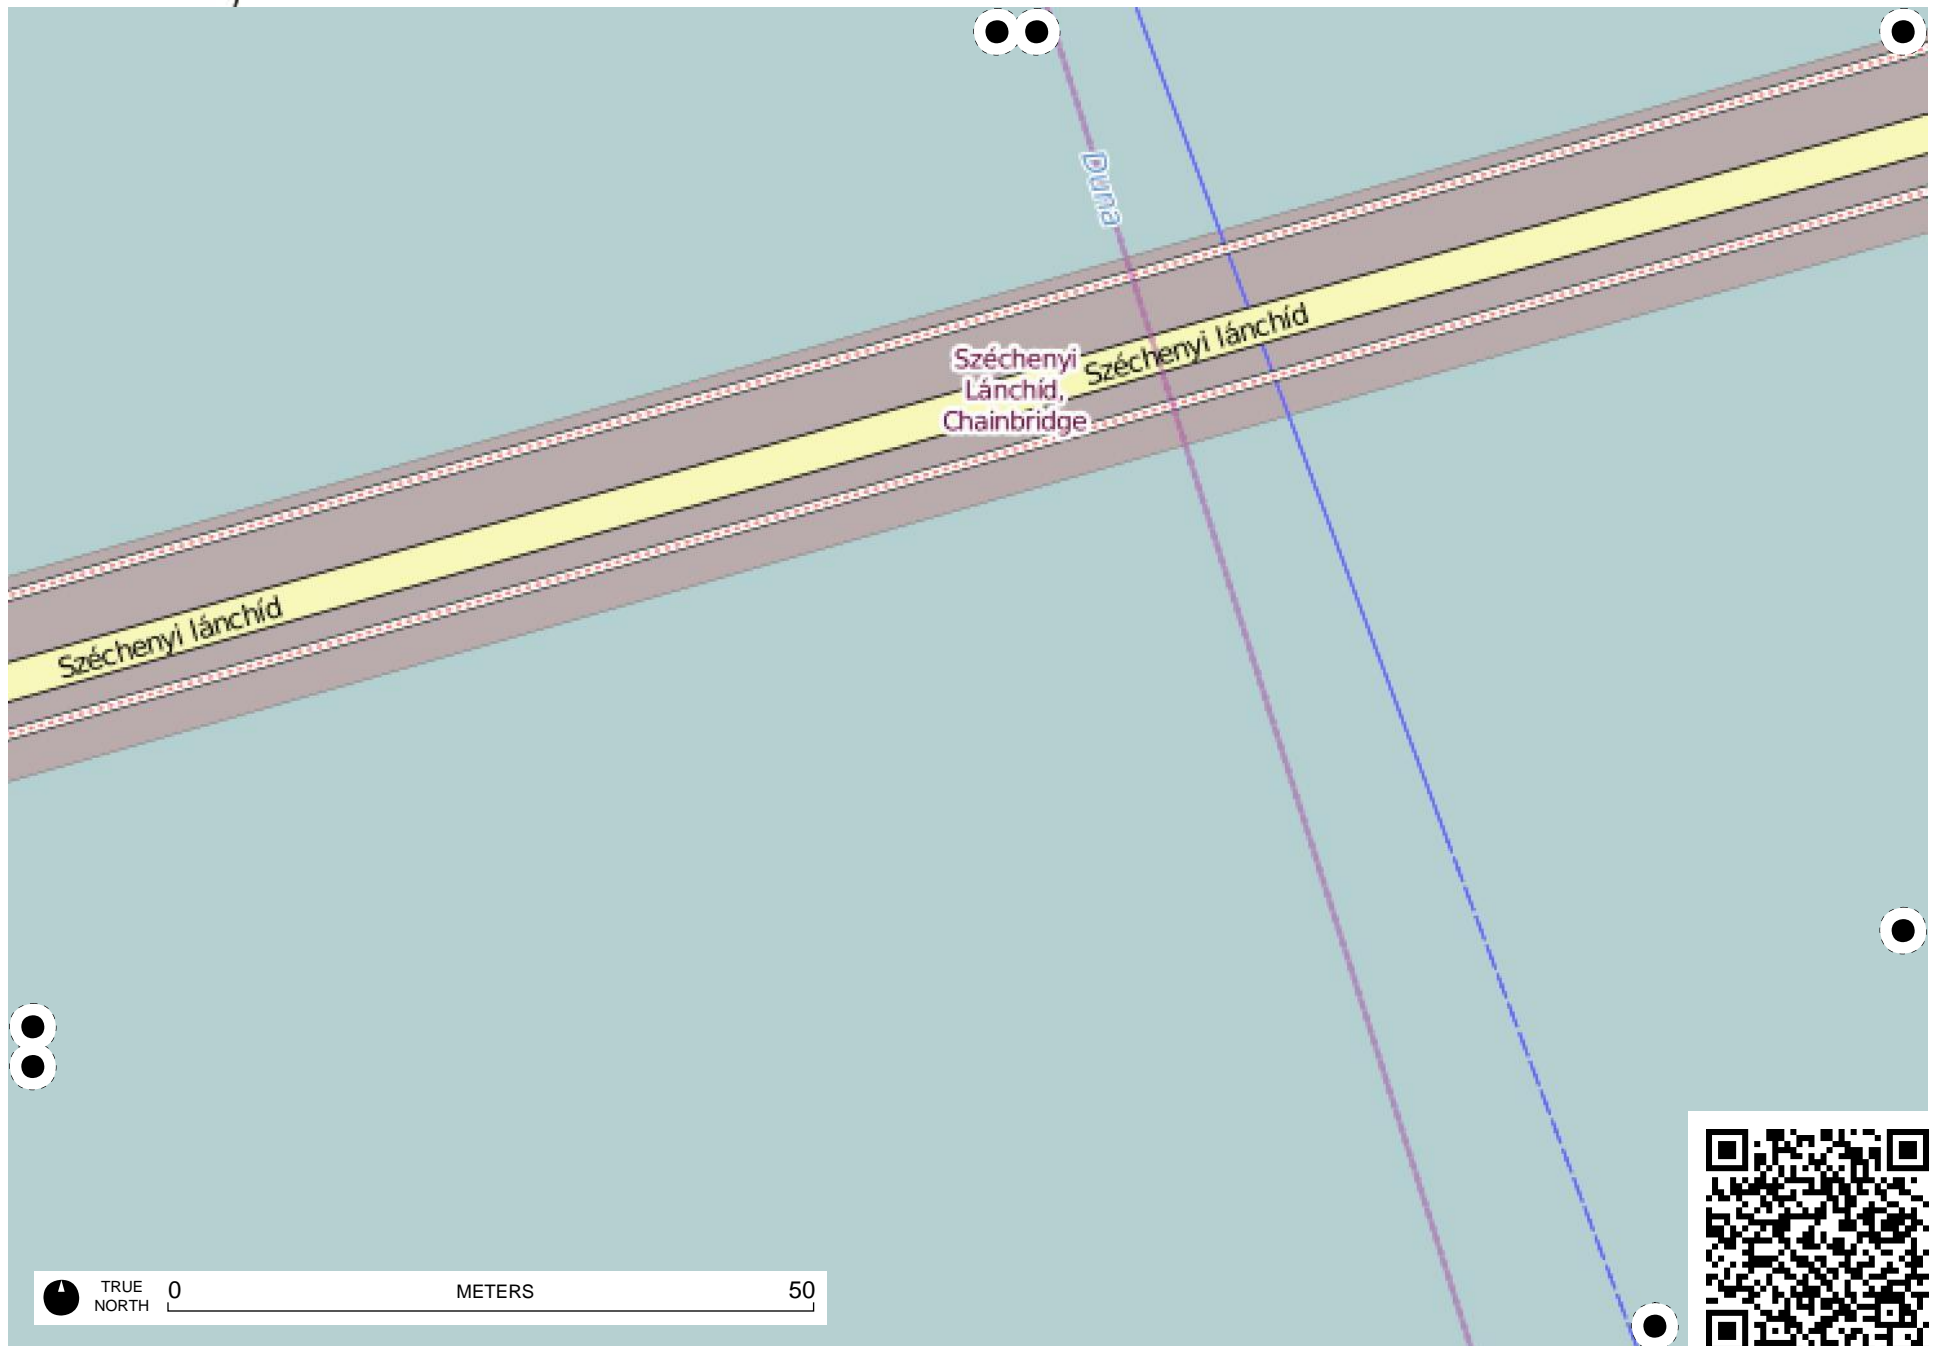 Duna
Széchenyi lánchíd
Széchenyi
Lánchíd,
Chainbridge
Széchenyi lánchíd
TRUE
NORTH
0 METERS 50